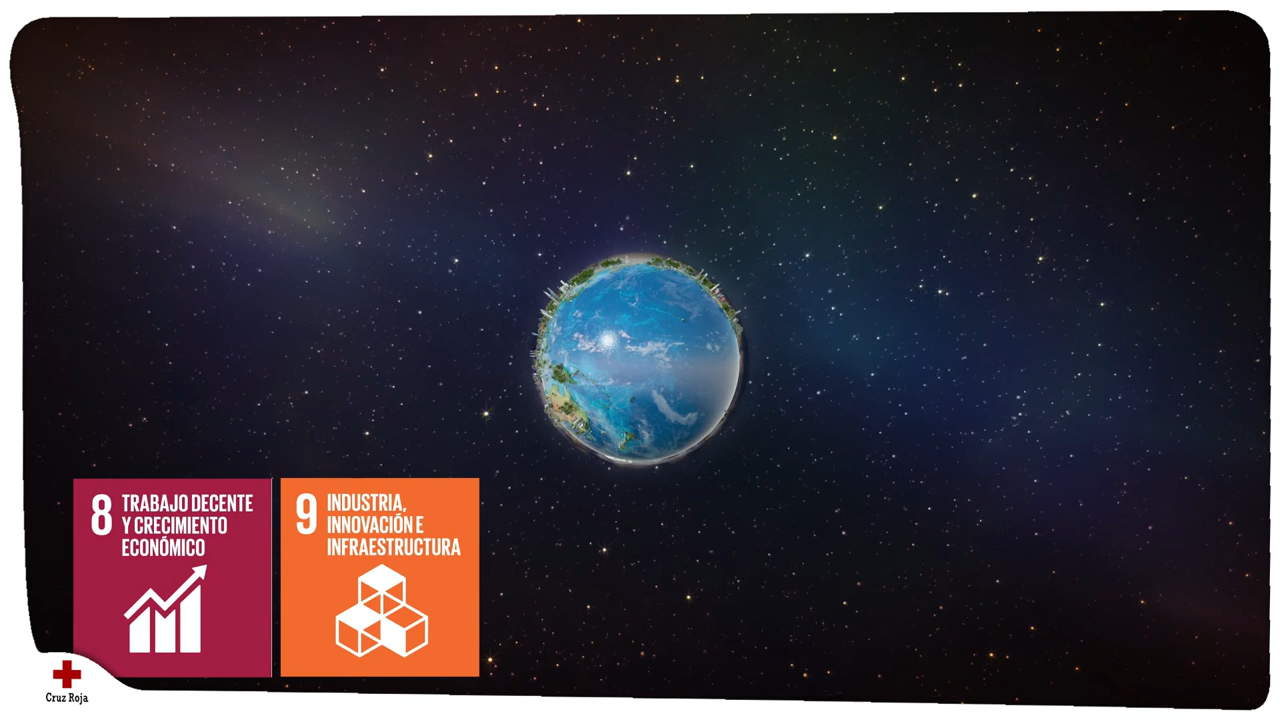 8 TRABAJO DECENTE
Y CRECIMIENTO
ECONÓMICO
9 INDUSTRIA,
INNOVACIÓN E
INFRAESTRUCTURA
Cruz Roja